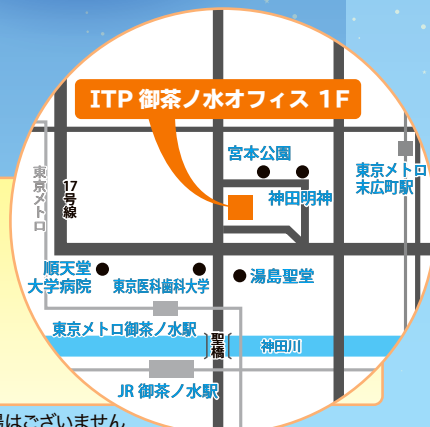 ITP 御茶ノ水オフィス 1F
宮本公園
東京メトロ
末広町駅
神田明神
東京メトロ
17号線
順天堂
大学病院
東京医科歯科大学
湯島聖堂
東京メトロ御茶ノ水駅
聖橋
神田川
JR 御茶ノ水駅
場はございません